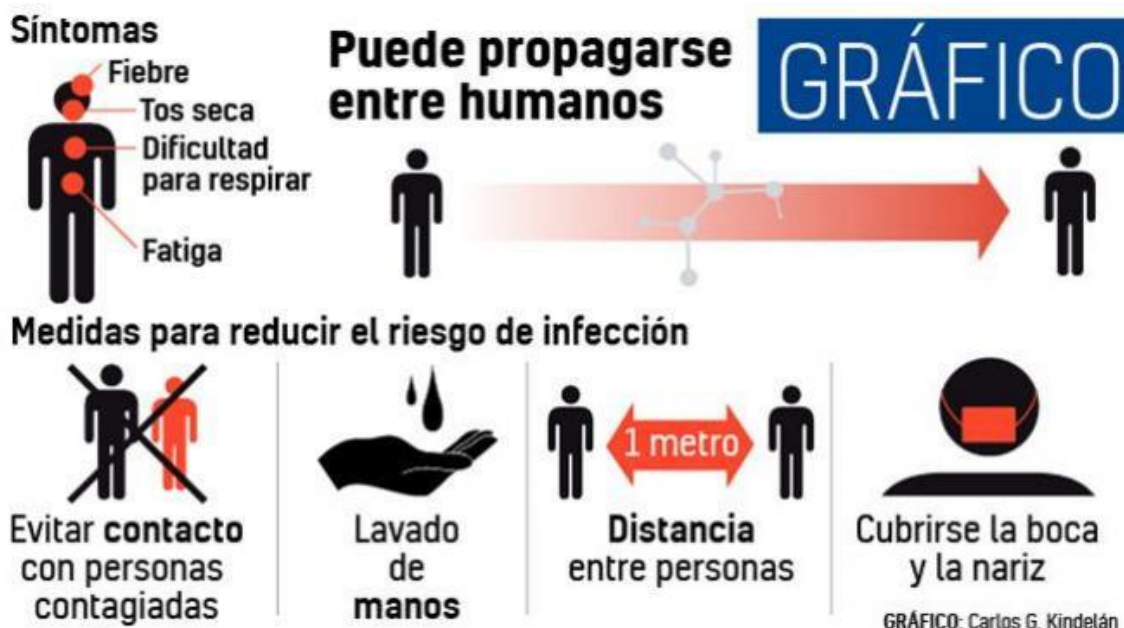 Síntomas
Fiebre
Tos seca
Dificultad
para respirar
Fatiga
Puede propagarse
entre humanos
GRÁFICO
Medidas para reducir el riesgo de infección
Evitar contacto
con personas
contagiadas
Lavado
de
manos
1 metro
Distancia
entre personas
Cubrirse la boca
y la nariz
GRÁFICO: Carlos G. Kindelán